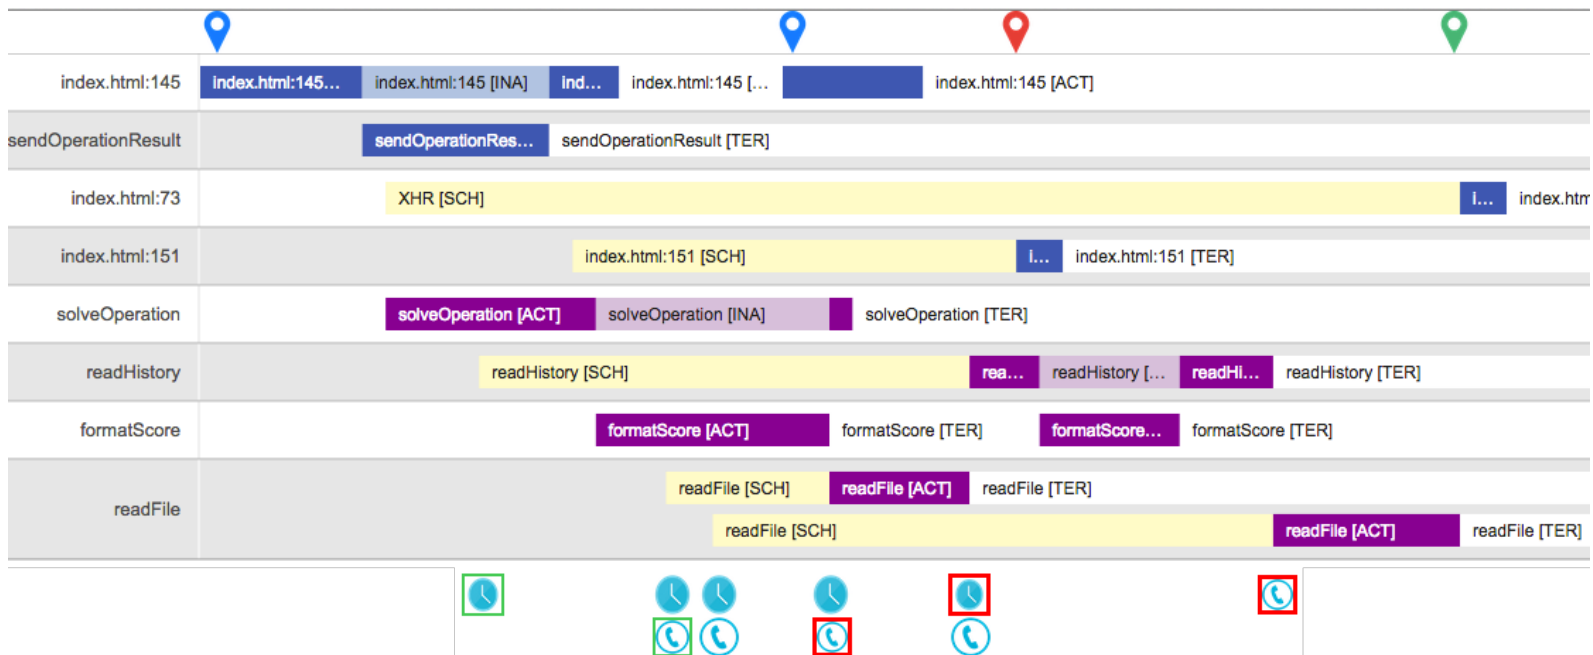 index.html:145 index.html:145... index.html:145 [INA] ind... index.html:145 [... index.html:145 [ACT]
sendOperationResult sendOperationRes... sendOperationResult [TER]
index.html:73 XHR [SCH] i... index.htm
index.html:151 index.html:151 [SCH] i... index.html:151 [TER]
solveOperation solveOperation [ACT] solveOperation [INA] solveOperation [TER]
readHistory readHistory [SCH] rea... readHistory [... readHi... readHistory [TER]
formatScore formatScore [ACT] formatScore [TER] formatScore... formatScore [TER]
readFile [SCH] readFile [ACT] readFile [TER]
readFile
readFile [SCH] readFile [ACT] readFile [TER]